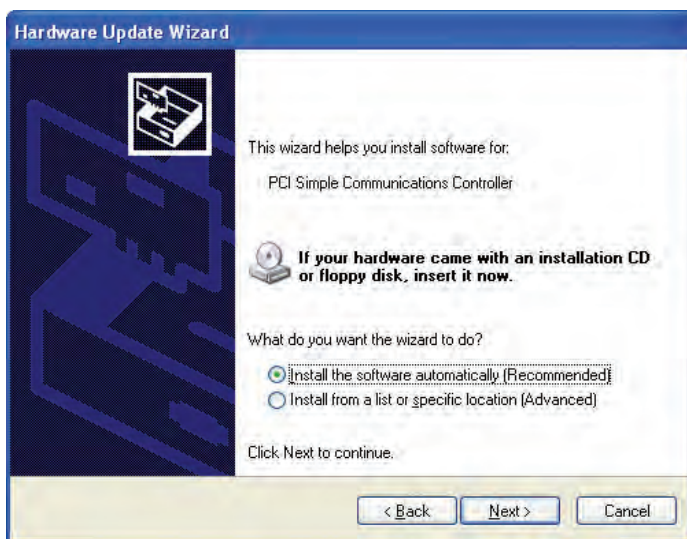 Hardware Update Wizard
This wizard helps you install software for:
PCI Simple Communications Controller
If your hardware came with an installation CD
or floppy disk, insert it now.
What do you want the wizard to do?
Install the software automatically (Recommended)
Install from a list or specific location (Advanced)
Click Next to continue.
< Back Next > Cancel